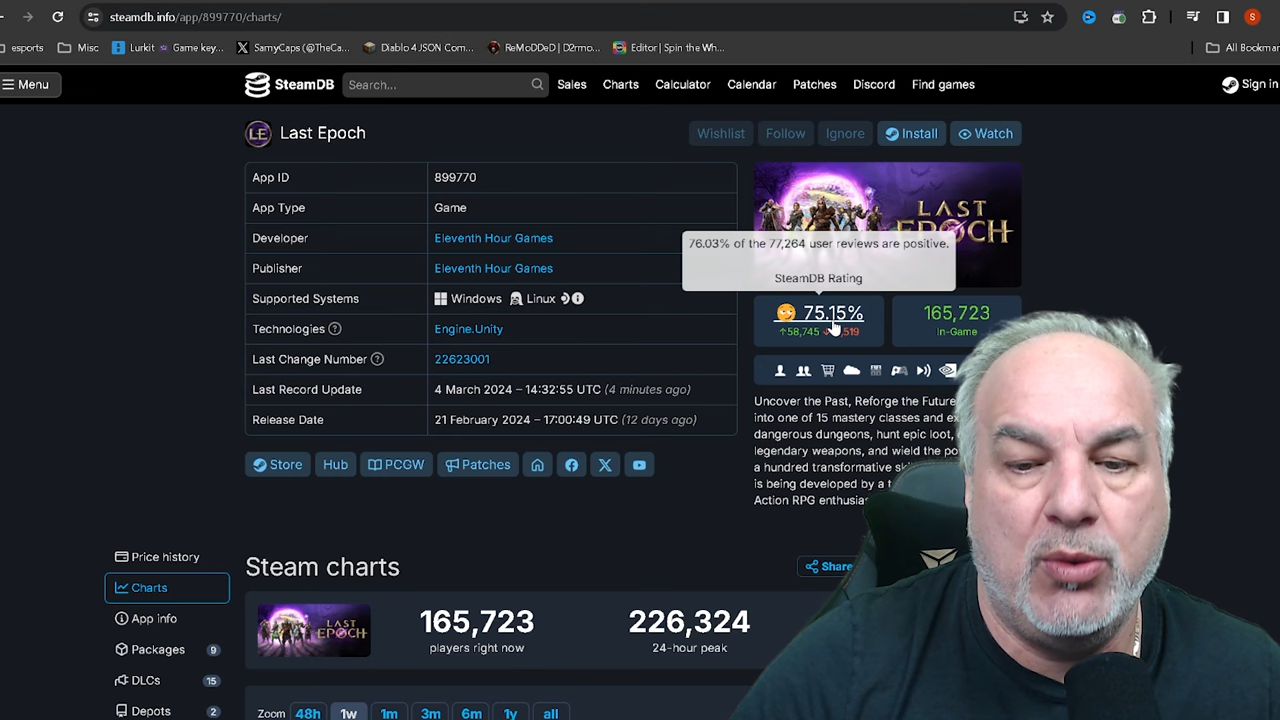 steamdb.info/app/899770/charts/
esports Misc Lurkit Game key... SamyCaps (@TheCa... Diablo 4 JSON Com... ReMoDDeD | D2rmo... Editor | Spin the Wh... All Bookmar
Menu SteamDB Search... Sales Charts Calculator Calendar Patches Discord Find games Sign in
LE Last Epoch Wishlist Follow Ignore Install Watch
App ID 899770
App Type Game
Developer Eleventh Hour Games
Publisher Eleventh Hour Games
Supported Systems Windows Linux
Technologies Engine.Unity
Last Change Number 22623001
Last Record Update 4 March 2024 – 14:32:55 UTC (4 minutes ago)
Release Date 21 February 2024 – 17:00:49 UTC (12 days ago)
LAST
EPOCH
76.03% of the 77,264 user reviews are positive.
SteamDB Rating
75.15%
↑58,745 519
165,723
In-Game
Uncover the Past, Reforge the Future
into one of 15 mastery classes and
dangerous dungeons, hunt epic loot,
legendary weapons, and wield the
a hundred transformative
is being developed by a
Action RPG
Store Hub PCGW Patches
Price history
Charts
App info
Packages 9
DLCs 15
Depots 2
Steam charts Share
LAST EPOCH
165,723
players right now
226,324
24-hour peak
Zoom 48h 1w 1m 3m 6m 1y all